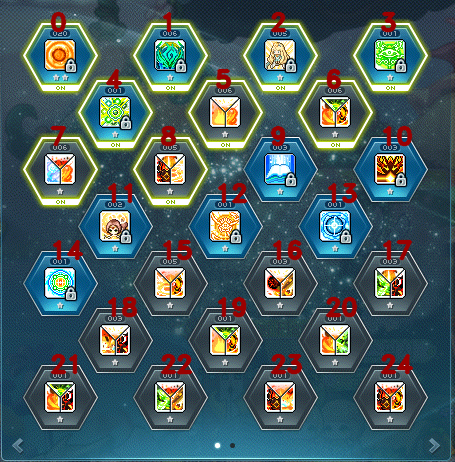 0 1 2 3
020 006 005 001
ON ON ON ON
4 5 6
001 006 006
ON ON ON
7 8 9 10
006 005 003 003
ON ON
11 12 13
002 001 001
14 15 16 17
001 005 003
18 19 20
003 001 001
21 22 23 24
001 001 001 001